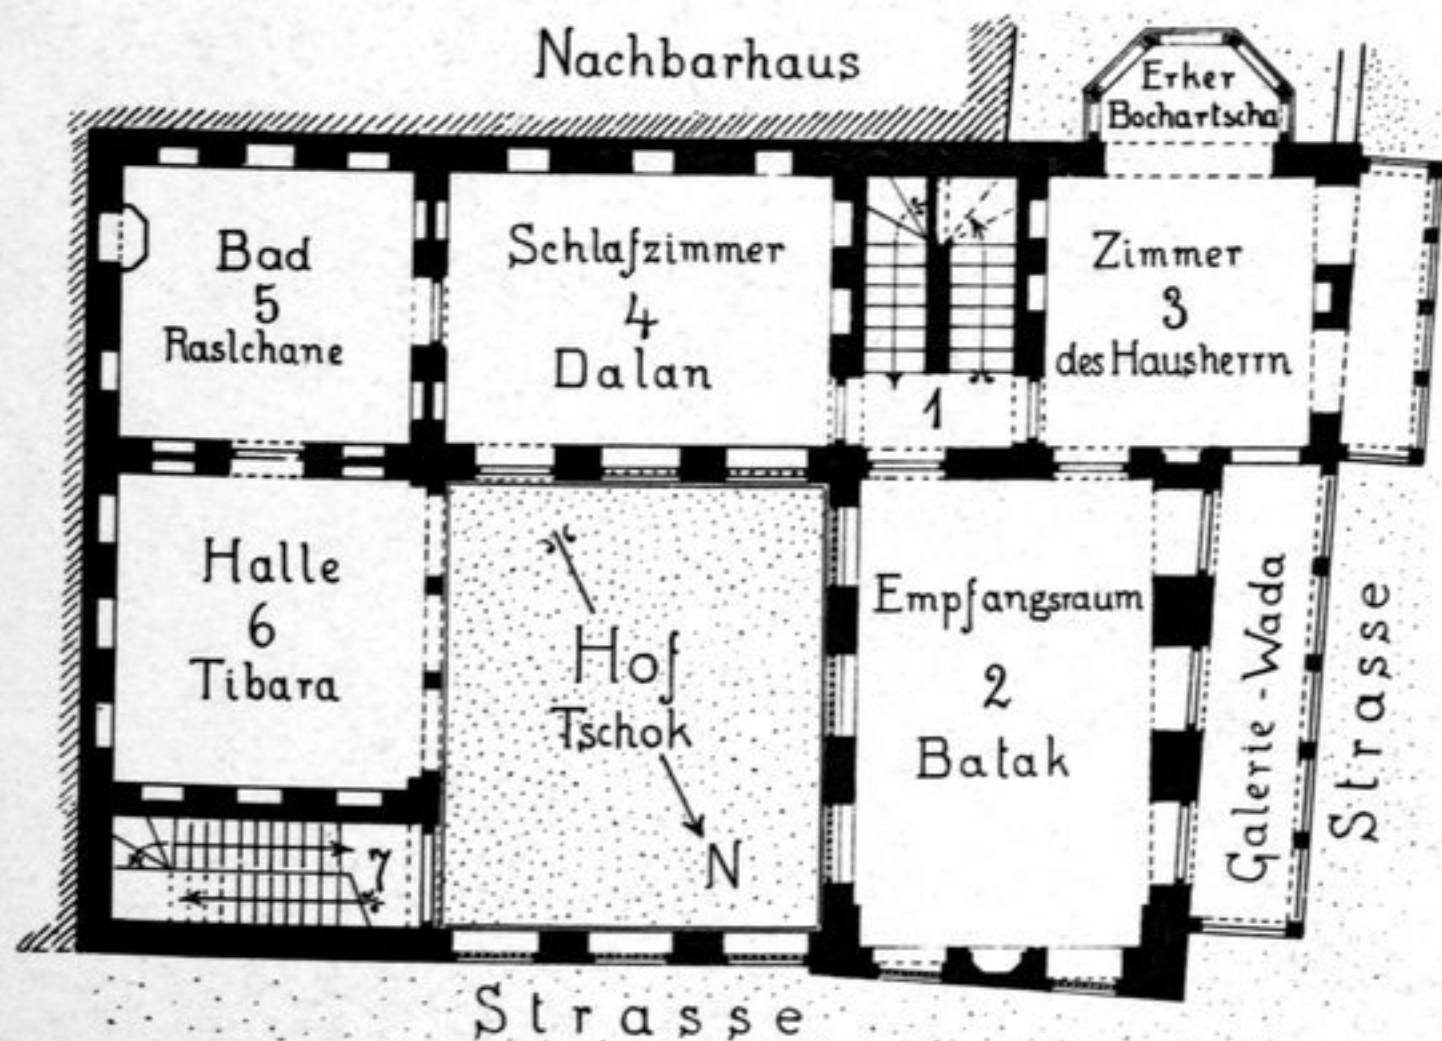 Nachbarhaus
Erker
Bochartscha
Bad
5
Raslchane
Schlafzimmer
4
Dalan
1
Zimmer
3
des Hausherrn
Halle
6
Tibara
Hof
Tschok
N
Empfangsraum
2
Batak
Galerie-Wada
Strasse
7
Strasse